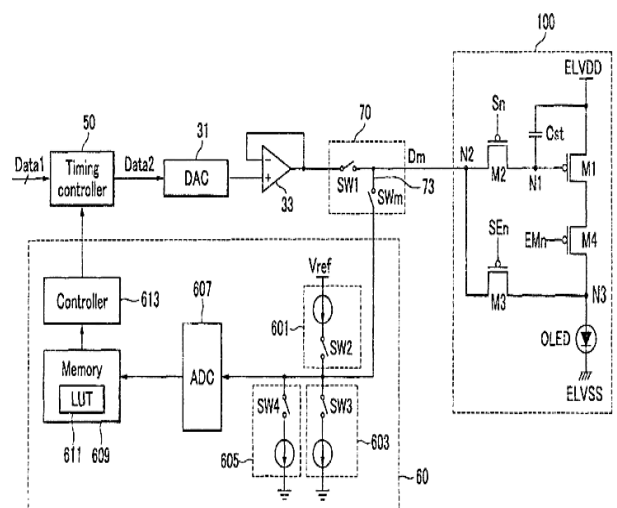 100
ELVDD
50
31
70
Sn
Cst
Data1
Timing
controller
Data2
DAC
33
SW1
Dm
73
SWm
N2
M2
N1
M1
SEn
EMn
M4
M3
N3
OLED
ELVSS
Controller
613
607
Vref
601
SW2
Memory
LUT
611
609
ADC
SW4
SW3
605
603
60